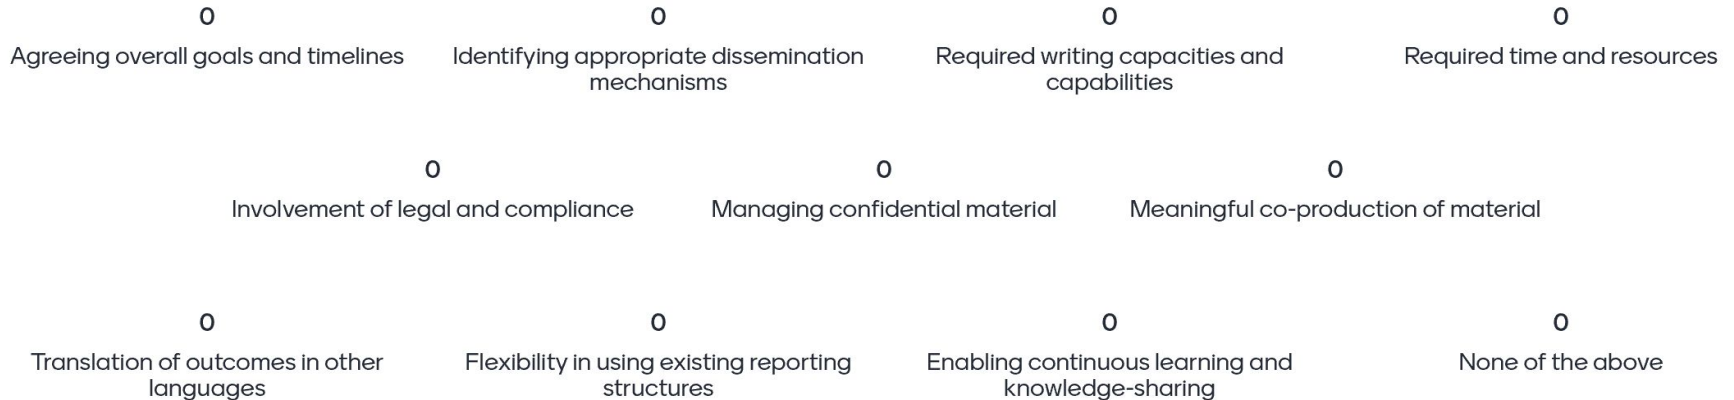 0 0 0 0
Agreeing overall goals and timelines Identifying appropriate dissemination Required writing capacities and Required time and resources
mechanisms capabilities
0 0 0
Involvement of legal and compliance Managing confidential material Meaningful co-production of material
0 0 0 0
Translation of outcomes in other Flexibility in using existing reporting Enabling continuous learning and None of the above
languages structures knowledge-sharing